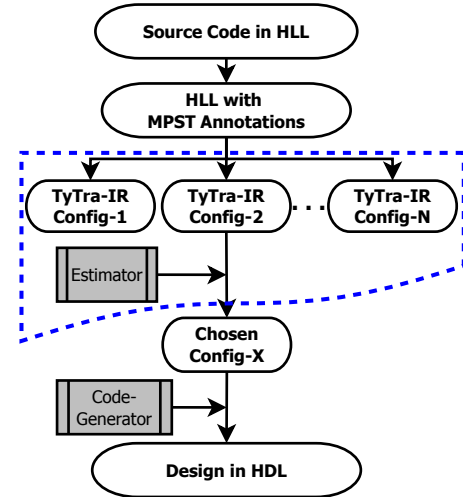 Source Code in HLL
HLL with
MPST Annotations
TyTra-IR
Config-1
TyTra-IR
Config-2
. . .
TyTra-IR
Config-N
Estimator
Chosen
Config-X
Code-
Generator
Design in HDL